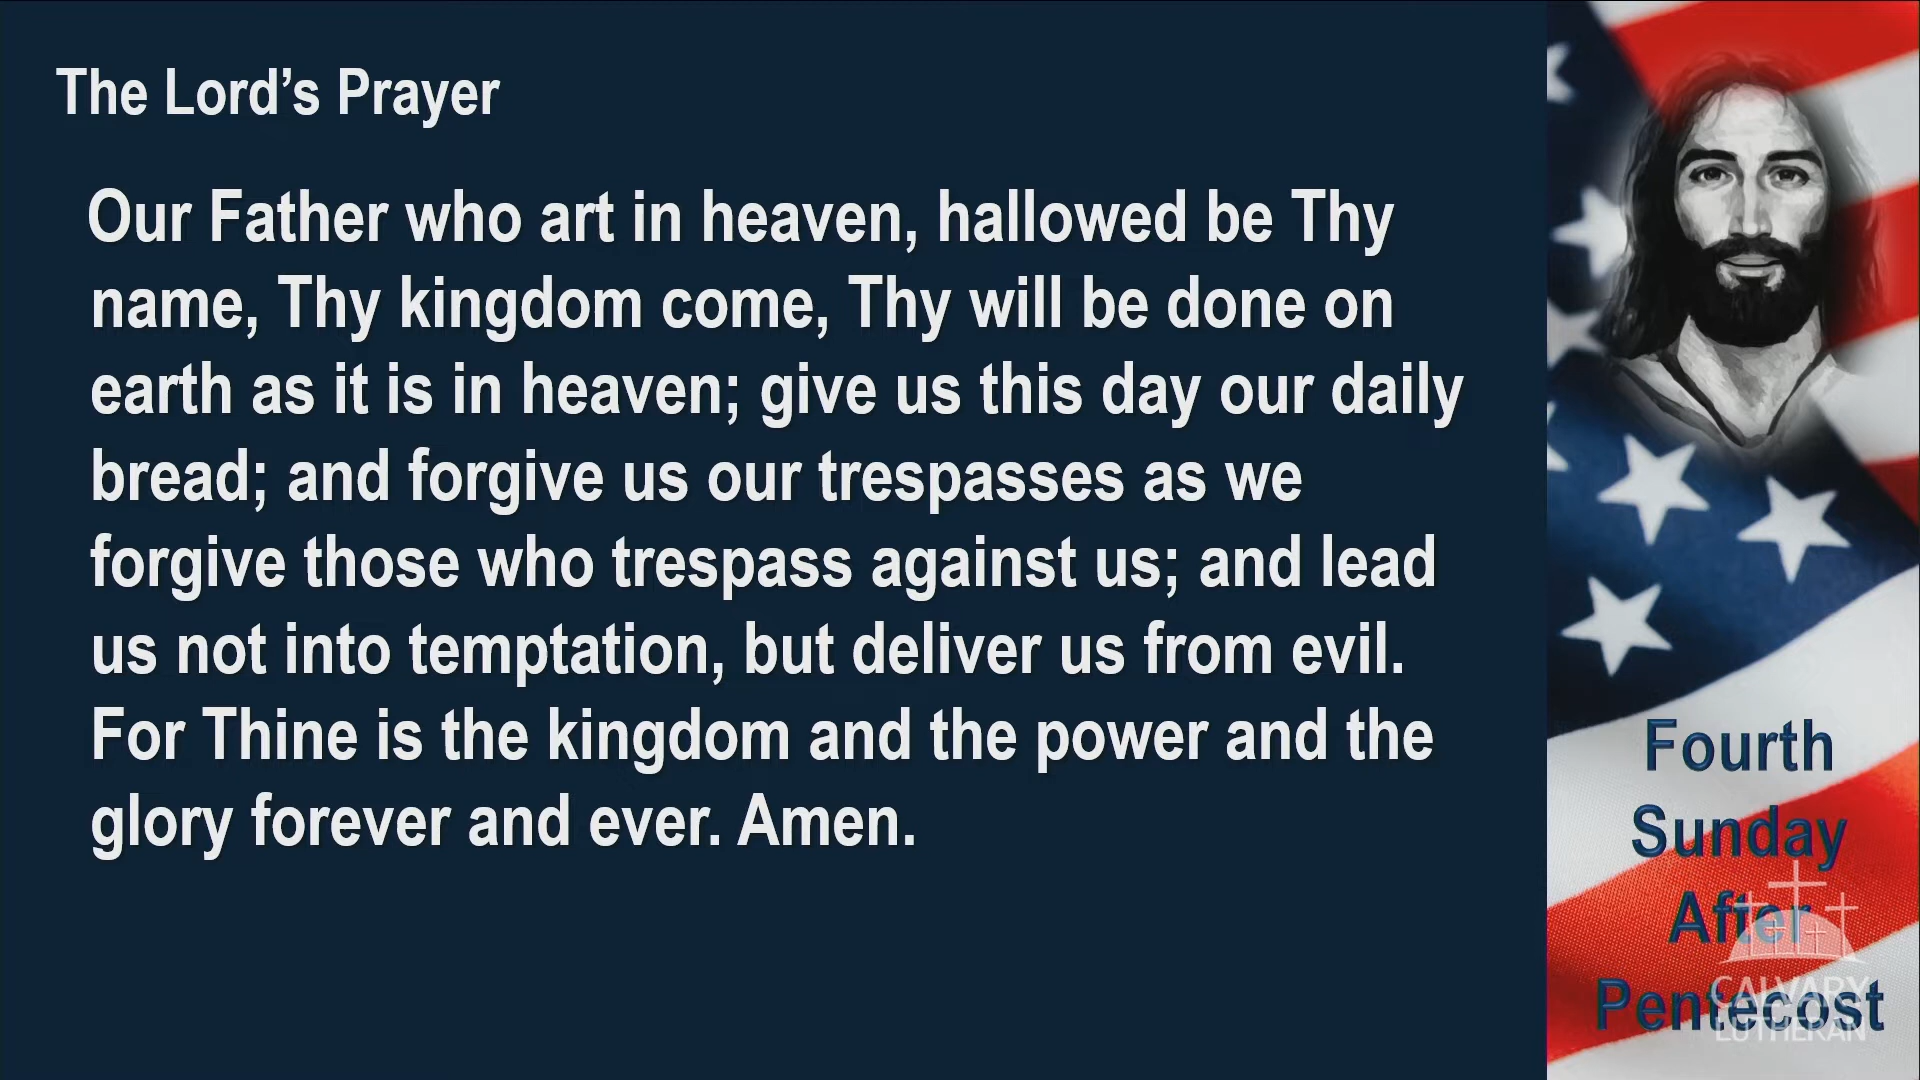 The Lord’s Prayer
Our Father who art in heaven, hallowed be Thy
name, Thy kingdom come, Thy will be done on
earth as it is in heaven; give us this day our daily
bread; and forgive us our trespasses as we
forgive those who trespass against us; and lead
us not into temptation, but deliver us from evil.
For Thine is the kingdom and the power and the
glory forever and ever. Amen.
Fourth
Sunday
After
Pentecost
CALVARY
LUTHERAN